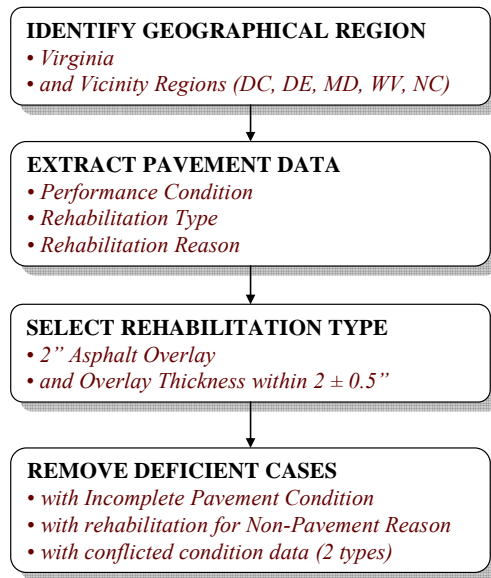 IDENTIFY GEOGRAPHICAL REGION
• Virginia
• and Vicinity Regions (DC, DE, MD, WV, NC)
EXTRACT PAVEMENT DATA
• Performance Condition
• Rehabilitation Type
• Rehabilitation Reason
SELECT REHABILITATION TYPE
• 2” Asphalt Overlay
• and Overlay Thickness within 2 ± 0.5”
REMOVE DEFICIENT CASES
• with Incomplete Pavement Condition
• with rehabilitation for Non-Pavement Reason
• with conflicted condition data (2 types)